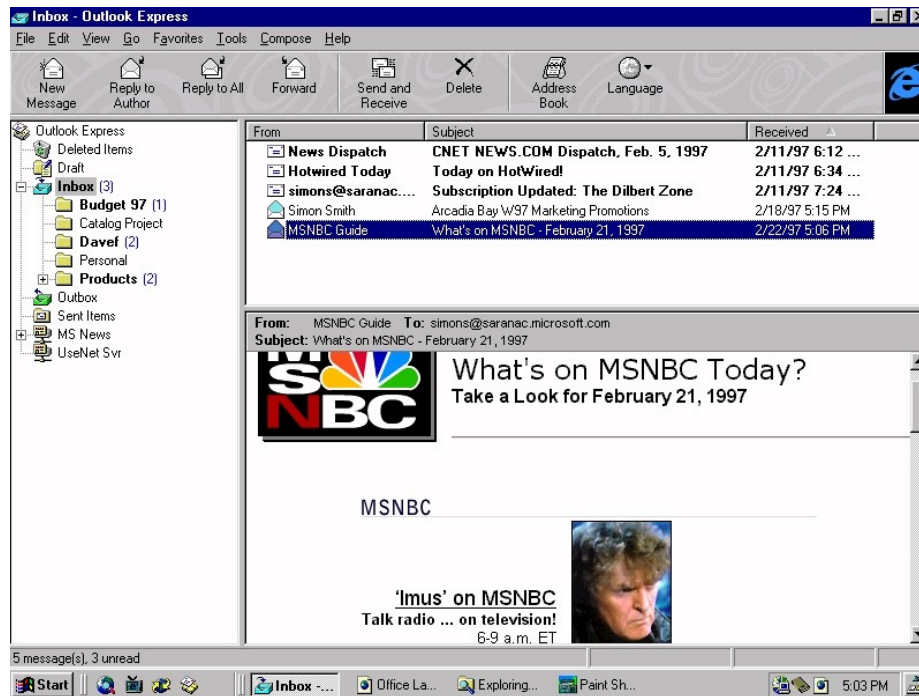 Inbox - Outlook Express
File Edit View Go Favorites Tools Compose Help
New Message Reply to Author Reply to All Forward Send and Receive Delete Address Book Language
Outlook Express
Deleted Items
Draft
Inbox (3)
Budget 97 (1)
Catalog Project
Davef (2)
Personal
Products (2)
Outbox
Sent Items
MS News
UseNet Svr
From Subject Received
News Dispatch CNET NEWS.COM Dispatch, Feb. 5, 1997 2/11/97 6:12 ...
Hotwired Today Today on HotWired! 2/11/97 6:34 ...
simons@saranac.... Subscription Updated: The Dilbert Zone 2/11/97 7:24 ...
Simon Smith Arcadia Bay W97 Marketing Promotions 2/18/97 5:15 PM
MSNBC Guide What's on MSNBC - February 21, 1997 2/22/97 5:06 PM
From: MSNBC Guide To: simons@saranac.microsoft.com
Subject: What's on MSNBC - February 21, 1997
MSNBC
What's on MSNBC Today?
Take a Look for February 21, 1997
MSNBC
'Imus' on MSNBC
Talk radio ... on television!
6-9 a.m. ET
5 message(s), 3 unread
Start Inbox -... Office La... Exploring... Paint Sh... 5:03 PM